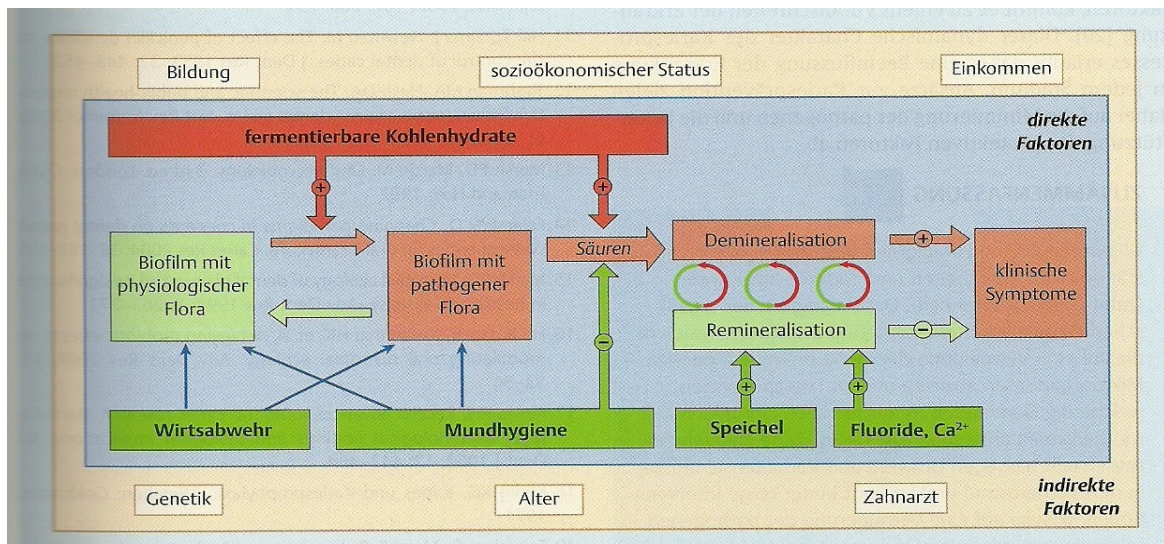 Bildung
sozioökonomischer Status
Einkommen
direkte
Faktoren
fermentierbare Kohlenhydrate
+
+
Biofilm mit
physiologischer
Flora
Biofilm mit
pathogener
Flora
Säuren
Demineralisation
+
klinische
Symptome
Remineralisation
−
−
+
+
Wirtsabwehr
Mundhygiene
Speichel
Fluoride, Ca²⁺
Genetik
Alter
Zahnarzt
indirekte
Faktoren
ZUSAMMENFASSUNG